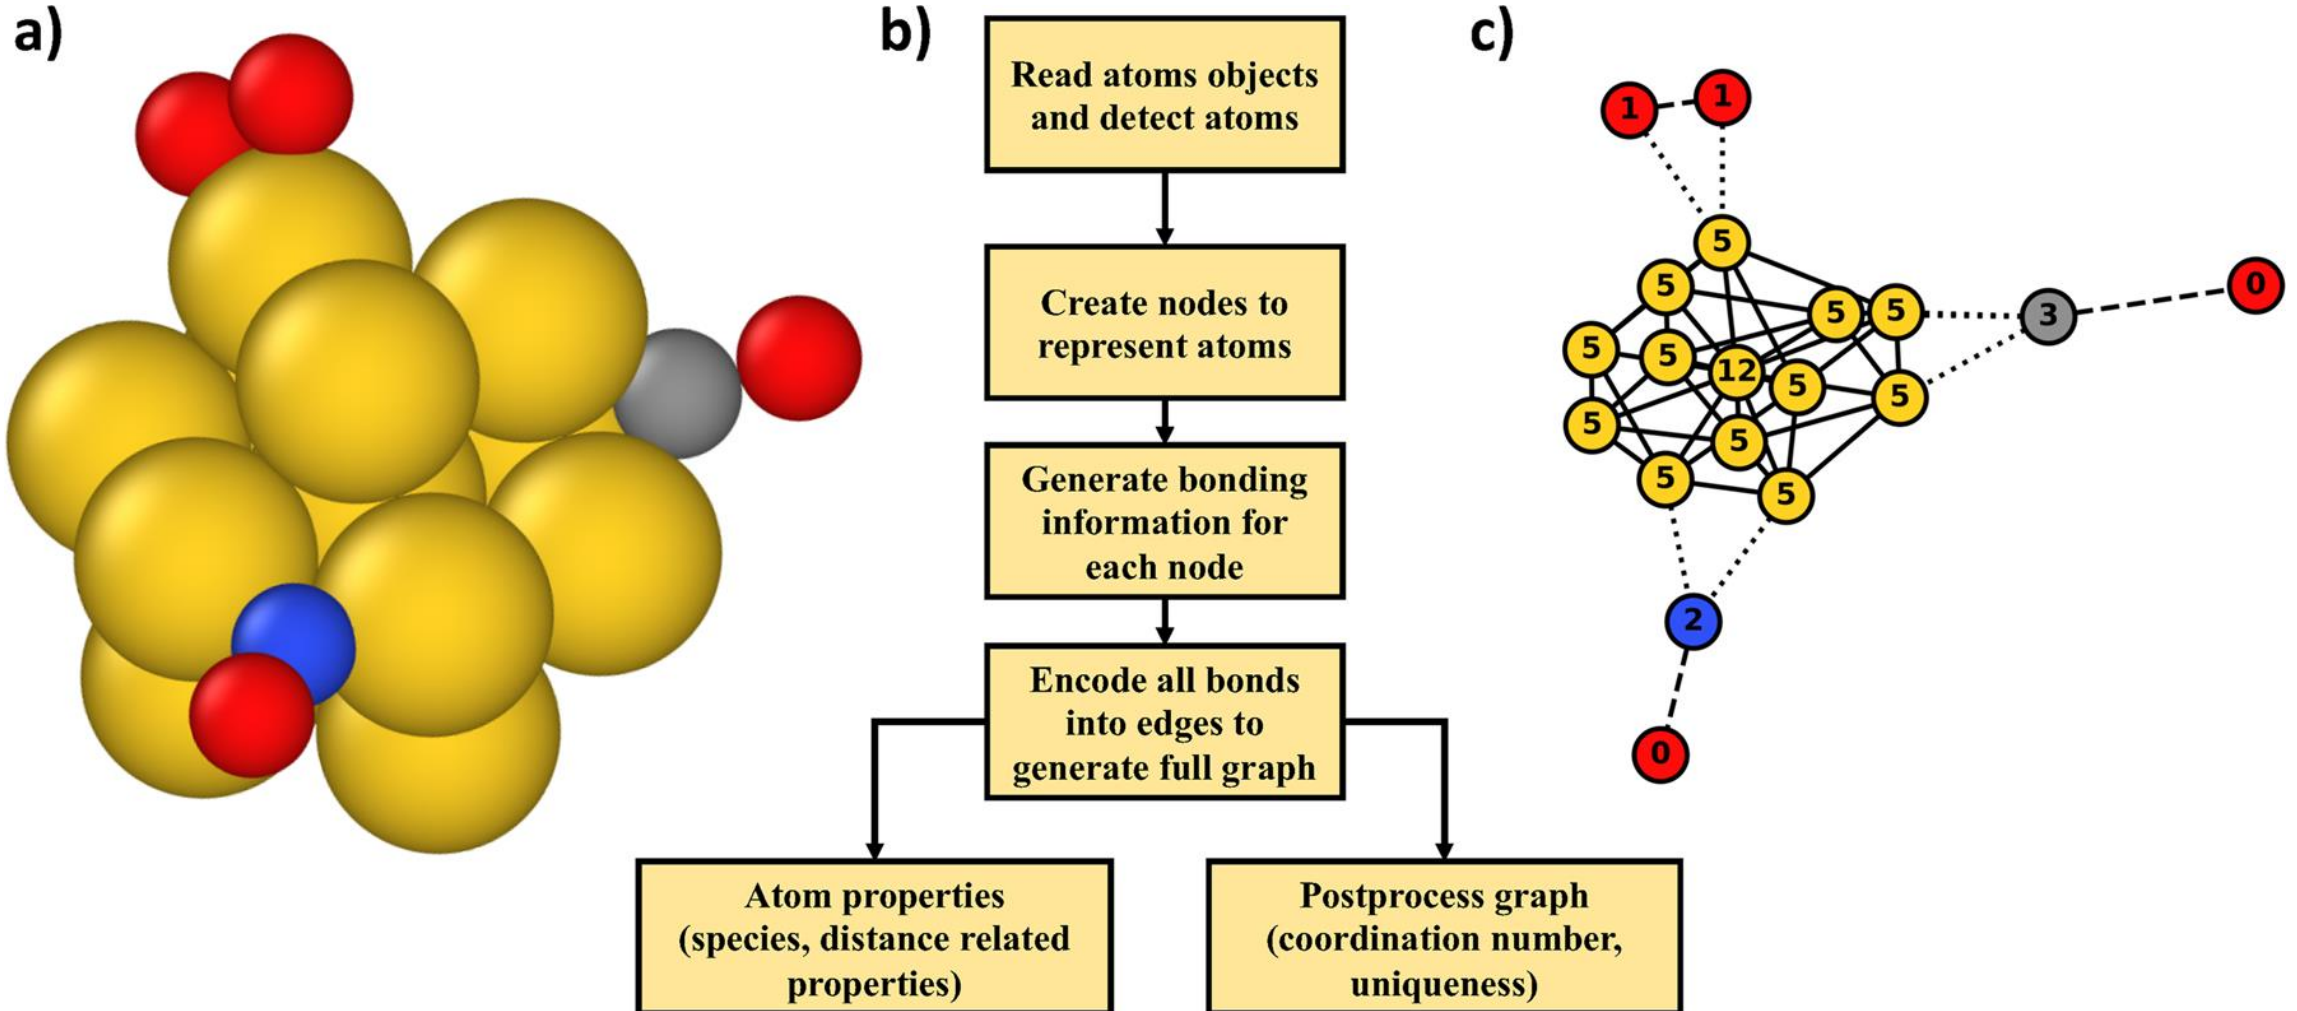 a)
b)
Read atoms objects
and detect atoms
Create nodes to
represent atoms
Generate bonding
information for
each node
Encode all bonds
into edges to
generate full graph
Atom properties
(species, distance related
properties)
Postprocess graph
(coordination number,
uniqueness)
c)
1
1
5
5
5
5
3
0
5
5
12
5
5
5
5
5
5
2
0